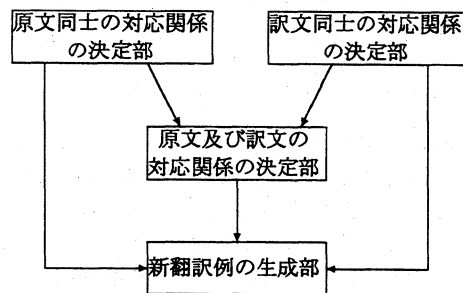 原文同士の対応関係
の決定部
訳文同士の対応関係
の決定部
原文及び訳文の
対応関係の決定部
新翻訳例の生成部